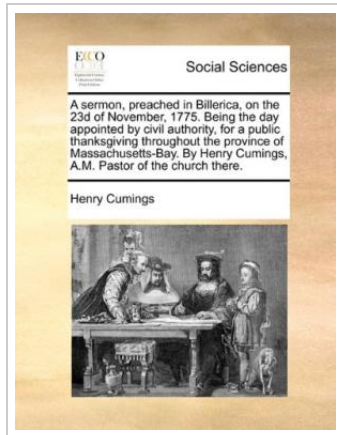 ECCO
Social Sciences
A sermon, preached in Billerica, on the
23d of November, 1775. Being the day
appointed by civil authority, for a public
thanksgiving throughout the province of
Massachusetts-Bay. By Henry Cumings,
A.M. Pastor of the church there.
Henry Cumings